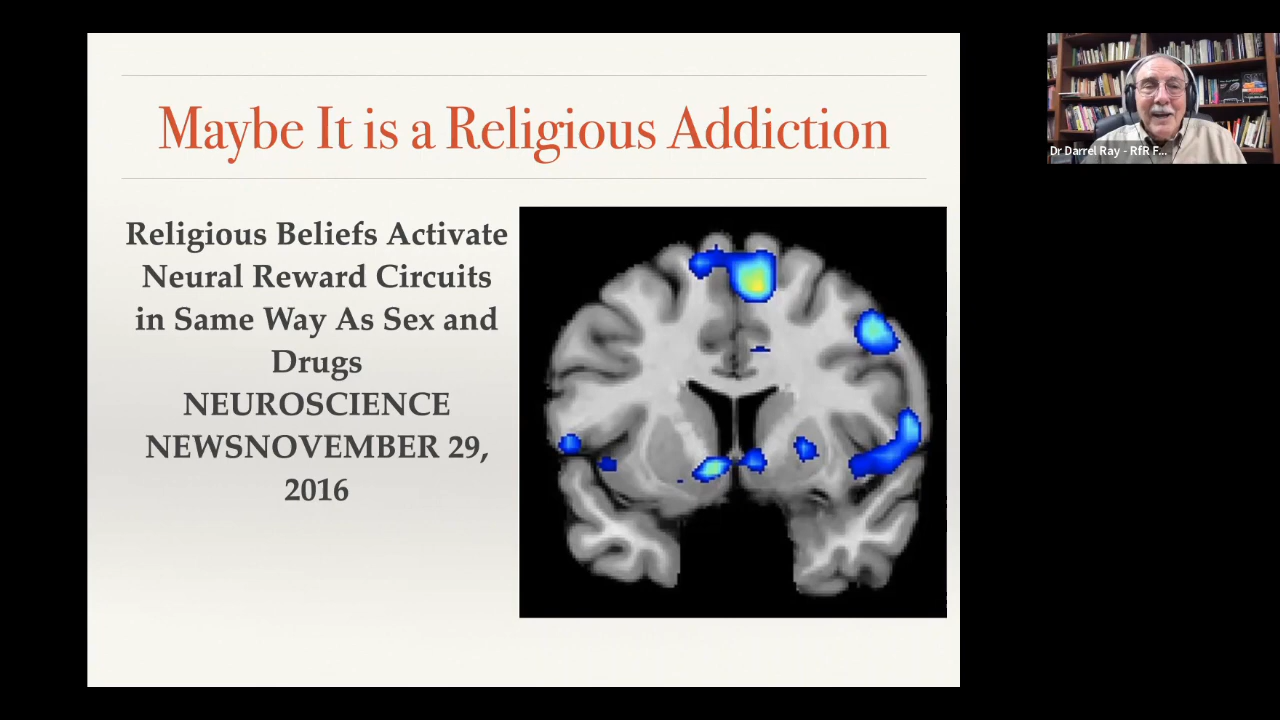 Maybe It is a Religious Addiction
Religious Beliefs Activate
Neural Reward Circuits
in Same Way As Sex and
Drugs
NEUROSCIENCE
NEWSNOVEMBER 29,
2016
Dr Darrel Ray - RfR F...